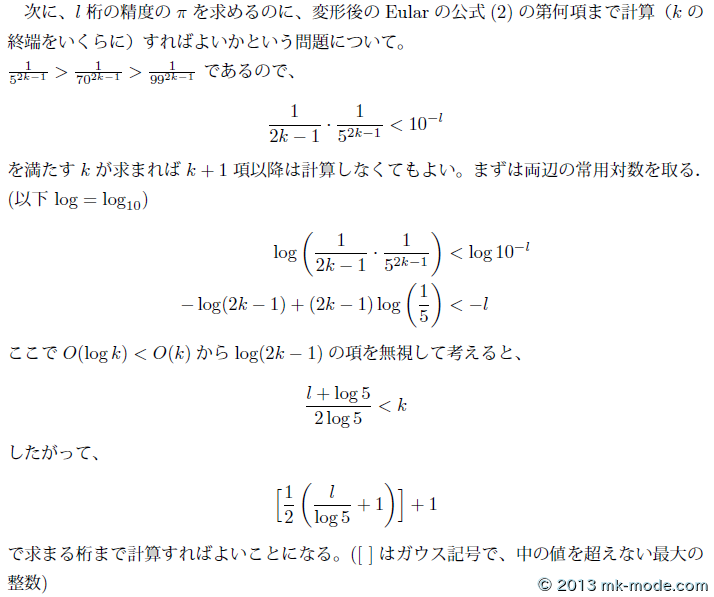 次に、l 桁の精度の π を求めるのに、変形後の Eular の公式 (2) の第何項まで計算(k の
終端をいくらに)すればよいかという問題について。
\frac{1}{5^{2k-1}} > \frac{1}{70^{2k-1}} > \frac{1}{99^{2k-1}} であるので、
\frac{1}{2k-1} \cdot \frac{1}{5^{2k-1}} < 10^{-l}
を満たす k が求まれば k + 1 項以降は計算しなくてもよい。まずは両辺の常用対数を取る.
(以下 log = log_{10})
\log\left(\frac{1}{2k-1} \cdot \frac{1}{5^{2k-1}}\right) < \log 10^{-l}
-\log(2k-1) + (2k-1)\log\left(\frac{1}{5}\right) < -l
ここで O(log k) < O(k) から log(2k − 1) の項を無視して考えると、
\frac{l + \log 5}{2 \log 5} < k
したがって、
\left[\frac{1}{2}\left(\frac{l}{\log 5} + 1\right)\right] + 1
で求まる桁まで計算すればよいことになる。([ ] はガウス記号で、中の値を超えない最大の
整数)
© 2013 mk-mode.com